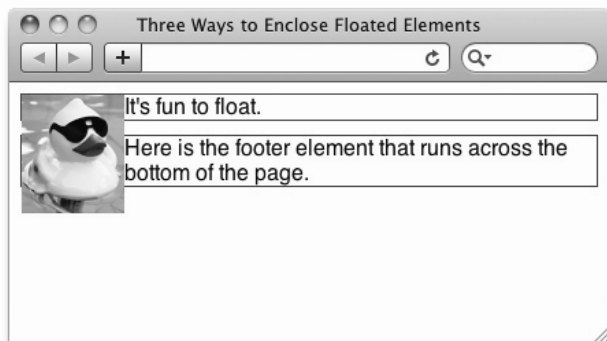 Three Ways to Enclose Floated Elements
It's fun to float.
Here is the footer element that runs across the
bottom of the page.